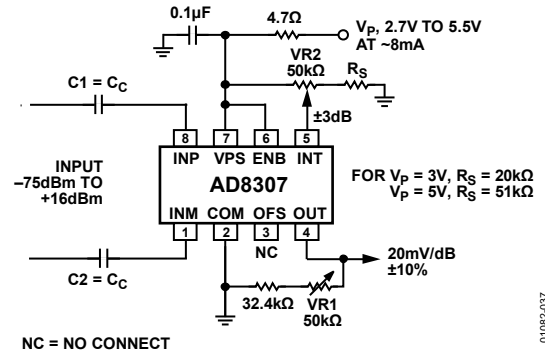 0.1µF
4.7Ω
VP, 2.7V TO 5.5V
AT ~8mA
VR2
50kΩ
RS
C1 = CC
±3dB
8
7
6
5
INP
VPS
ENB
INT
INPUT
–75dBm TO
+16dBm
AD8307
FOR VP = 3V, RS = 20kΩ
VP = 5V, RS = 51kΩ
INM
COM
OFS
OUT
1
2
3
4
NC
20mV/dB
±10%
C2 = CC
32.4kΩ
VR1
50kΩ
NC = NO CONNECT
01082-037